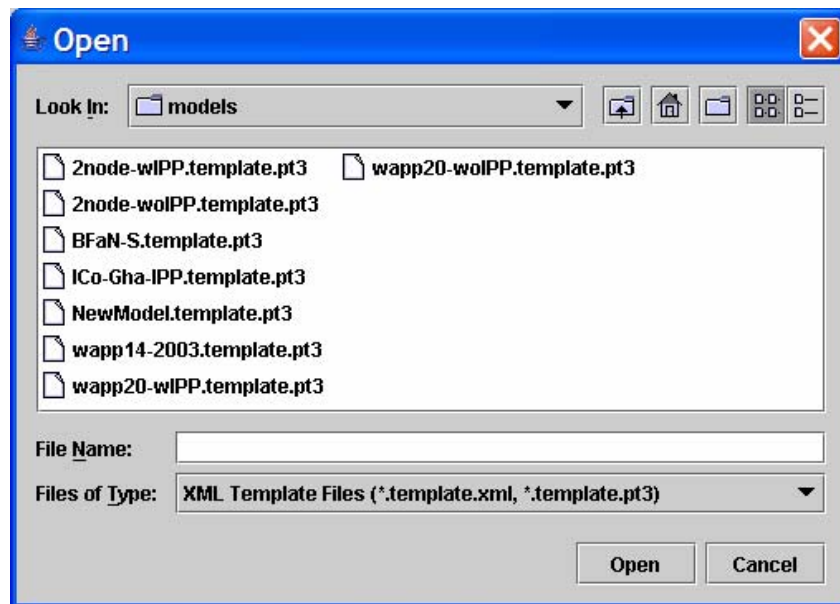 Open
Look In: models
2node-wIPP.template.pt3 wapp20-woIPP.template.pt3
2node-woIPP.template.pt3
BFaN-S.template.pt3
ICo-Gha-IPP.template.pt3
NewModel.template.pt3
wapp14-2003.template.pt3
wapp20-wIPP.template.pt3
File Name:
Files of Type: XML Template Files (*.template.xml, *.template.pt3)
Open Cancel